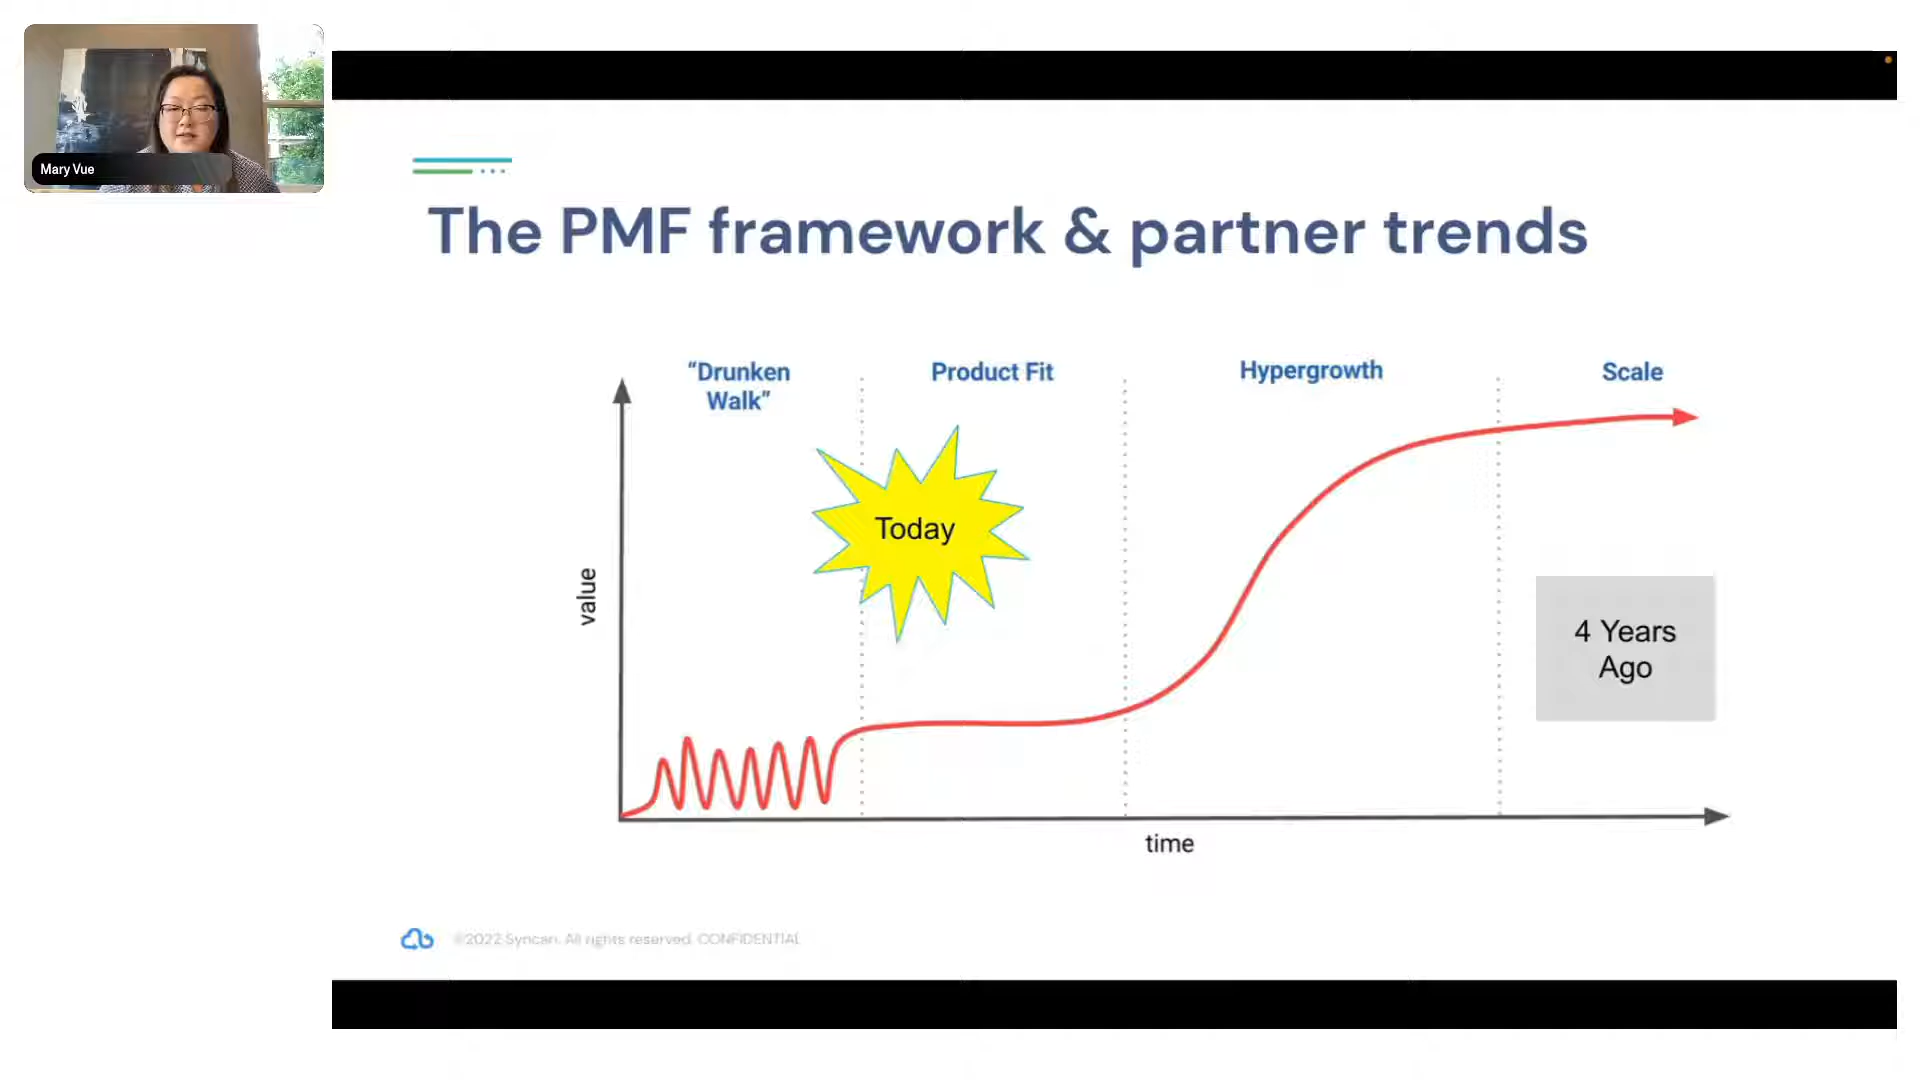 Mary Vue
The PMF framework & partner trends
“Drunken
Walk”
Product Fit
Hypergrowth
Scale
Today
4 Years
Ago
value
time
©2022 Syncari. All rights reserved. CONFIDENTIAL